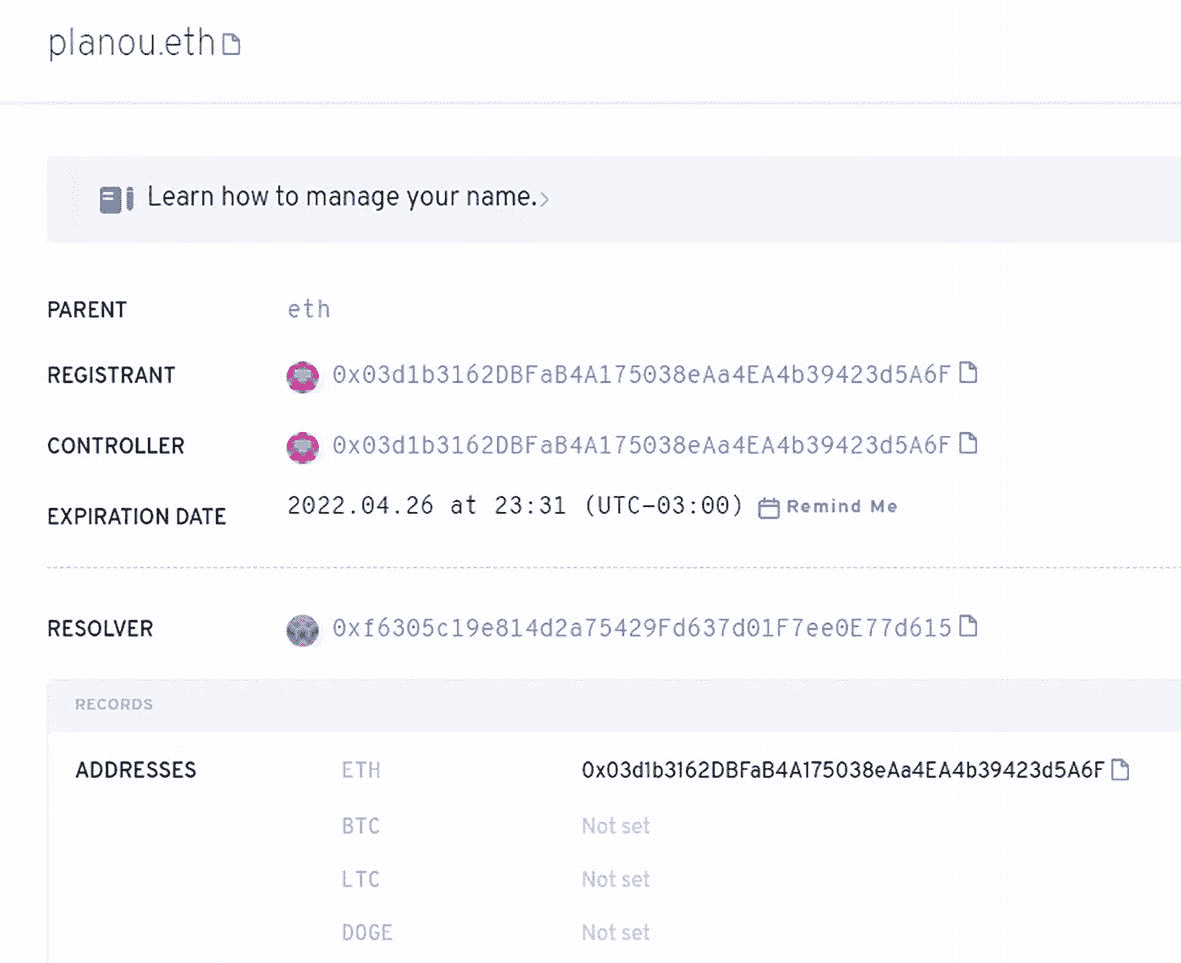 planou.eth
Learn how to manage your name.
PARENT eth
REGISTRANT 0x03d1b3162DBFaB4A175038eAa4EA4b39423d5A6F
CONTROLLER 0x03d1b3162DBFaB4A175038eAa4EA4b39423d5A6F
EXPIRATION DATE 2022.04.26 at 23:31 (UTC-03:00) Remind Me
RESOLVER 0xf6305c19e814d2a75429Fd637d01F7ee0E77d615
RECORDS
ADDRESSES ETH 0x03d1b3162DBFaB4A175038eAa4EA4b39423d5A6F
BTC Not set
LTC Not set
DOGE Not set